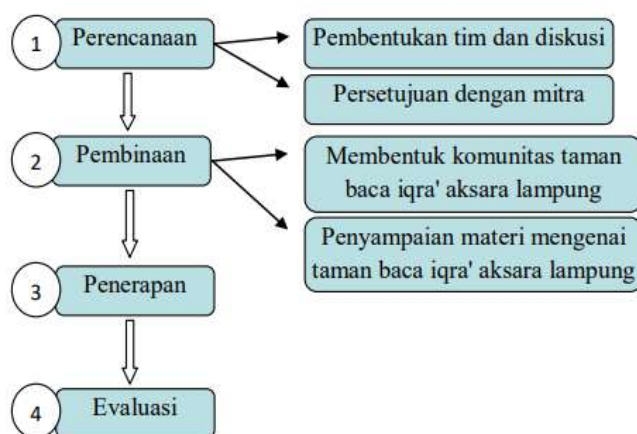 1
Perencanaan
Pembentukan tim dan diskusi
Persetujuan dengan mitra
2
Pembinaan
Membentuk komunitas taman
baca iqra' aksara lampung
Penyampaian materi mengenai
taman baca iqra' aksara lampung
3
Penerapan
4
Evaluasi